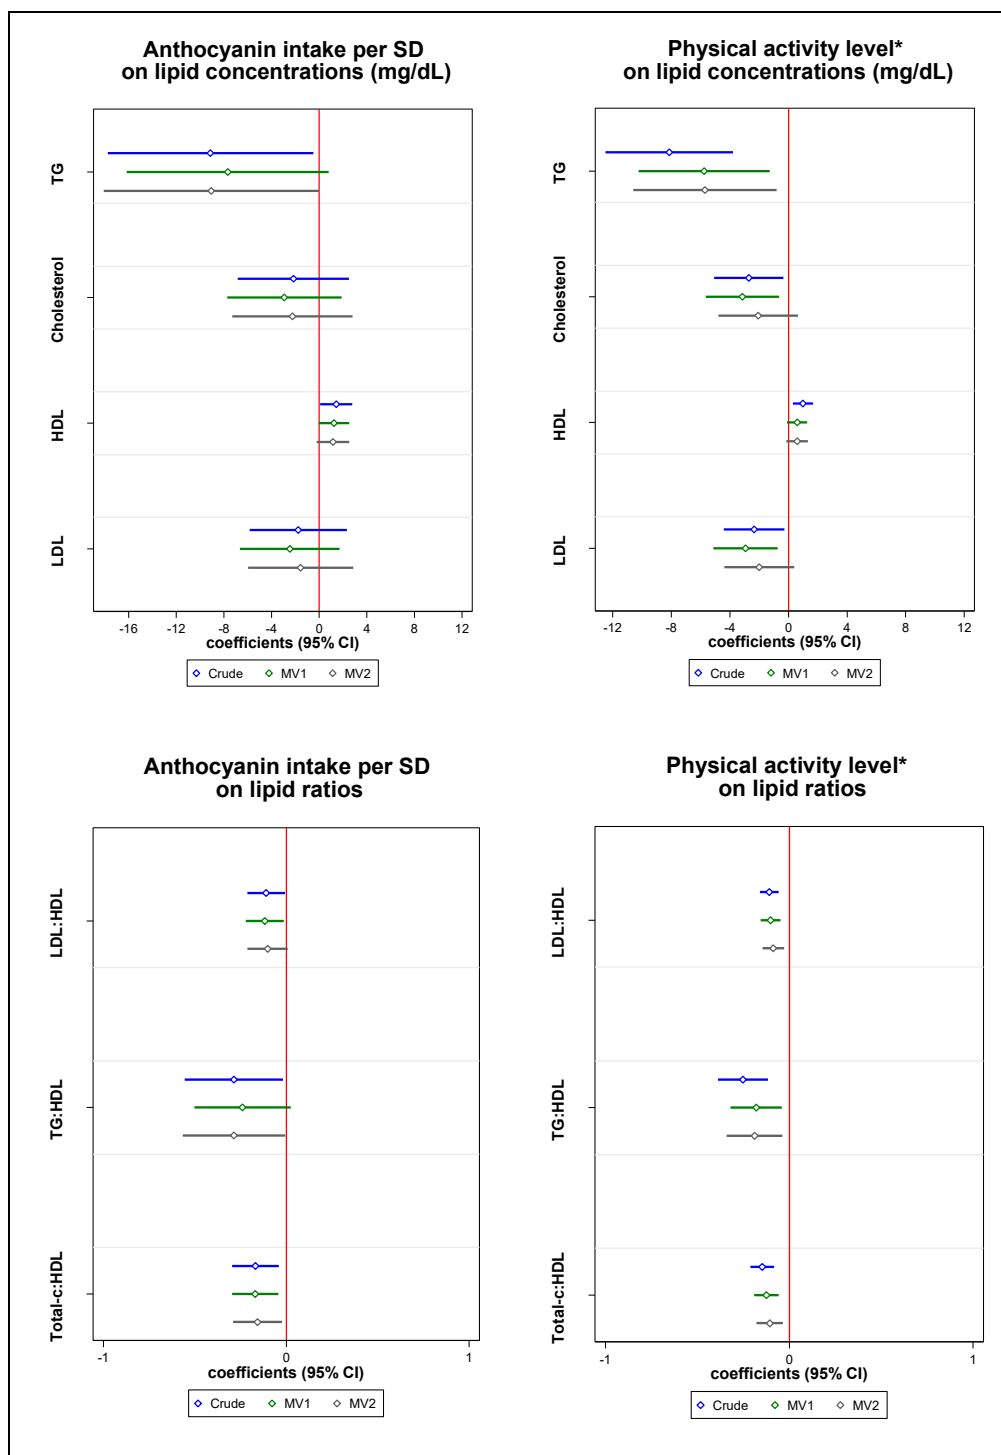 Anthocyanin intake per SD
on lipid concentrations (mg/dL)
TG
Cholesterol
HDL
LDL
-16 -12 -8 -4 0 4 8 12
coefficients (95% CI)
Crude MV1 MV2
Physical activity level*
on lipid concentrations (mg/dL)
TG
Cholesterol
HDL
LDL
-12 -8 -4 0 4 8 12
coefficients (95% CI)
Crude MV1 MV2
Anthocyanin intake per SD
on lipid ratios
LDL:HDL
TG:HDL
Total-c:HDL
-1 0 1
coefficients (95% CI)
Crude MV1 MV2
Physical activity level*
on lipid ratios
LDL:HDL
TG:HDL
Total-c:HDL
-1 0 1
coefficients (95% CI)
Crude MV1 MV2